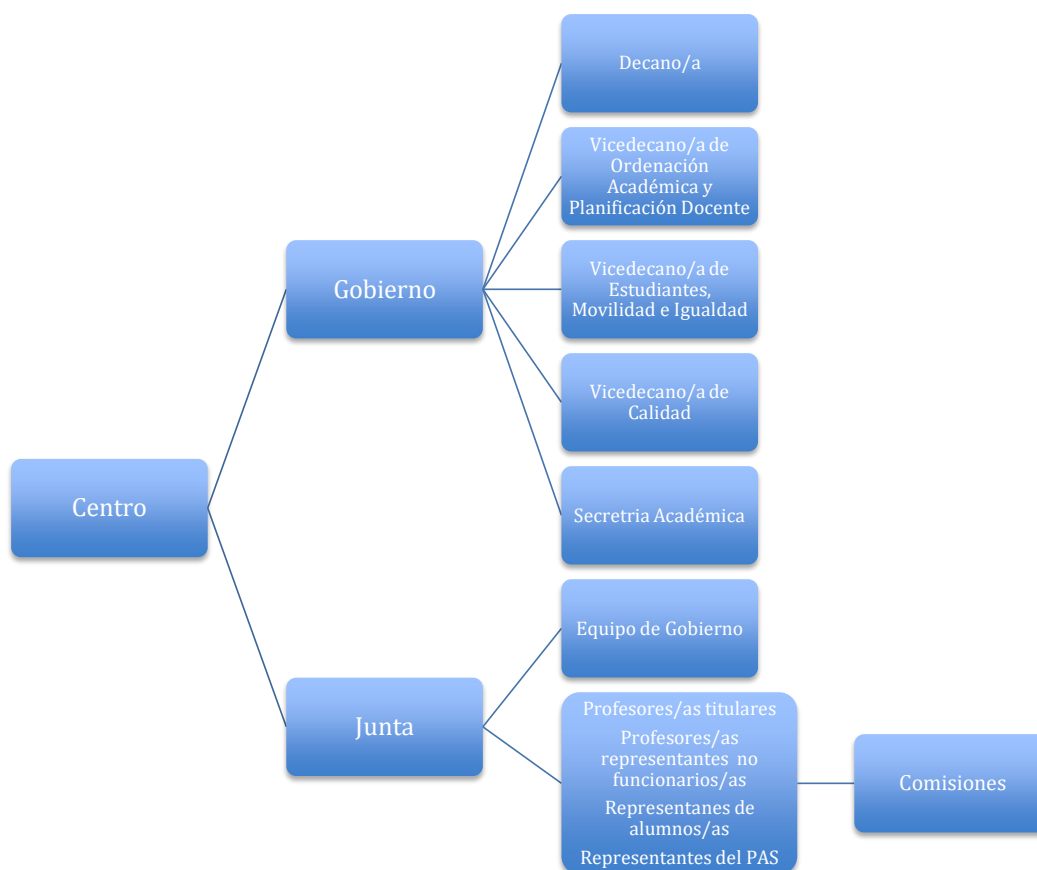 Centro
Gobierno
Decano/a
Vicedecano/a de
Ordenación
Académica y
Planificación Docente
Vicedecano/a de
Estudiantes,
Movilidad e Igualdad
Vicedecano/a de
Calidad
Secretria Académica
Junta
Equipo de Gobierno
Profesores/as titulares
Profesores/as
representantes no
funcionarios/as
Representanes de
alumnos/as
Representantes del PAS
Comisiones